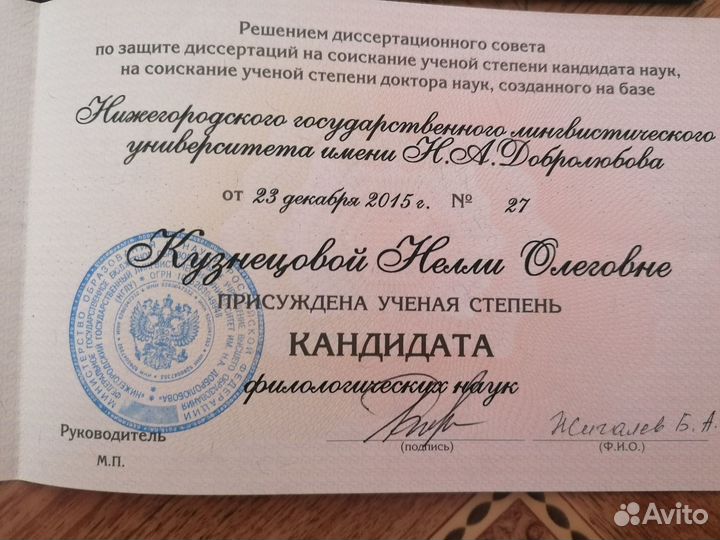 Решением диссертационного совета
по защите диссертаций на соискание ученой степени кандидата наук,
на соискание ученой степени доктора наук, созданного на базе
Нижегородского государственного лингвистического
университета имени Н.А.Добролюбова
от 23 декабря 2015 г. № 27
Кузнецовой Нелли Олеговне
ПРИСУЖДЕНА УЧЕНАЯ СТЕПЕНЬ
КАНДИДАТА
филологических наук
Руководитель
Жигалев Б.А.
(подпись) (Ф.И.О.)
М.П.
Avito